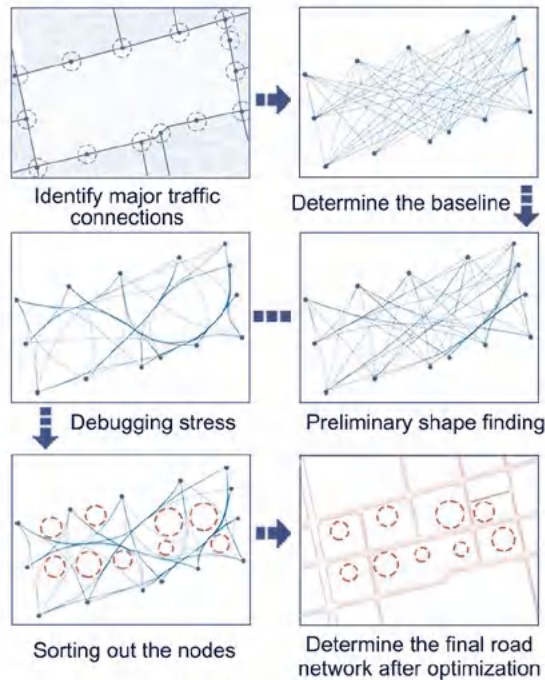 Identify major traffic
connections
Determine the baseline
Debugging stress
Preliminary shape finding
Sorting out the nodes
Determine the final road
network after optimization